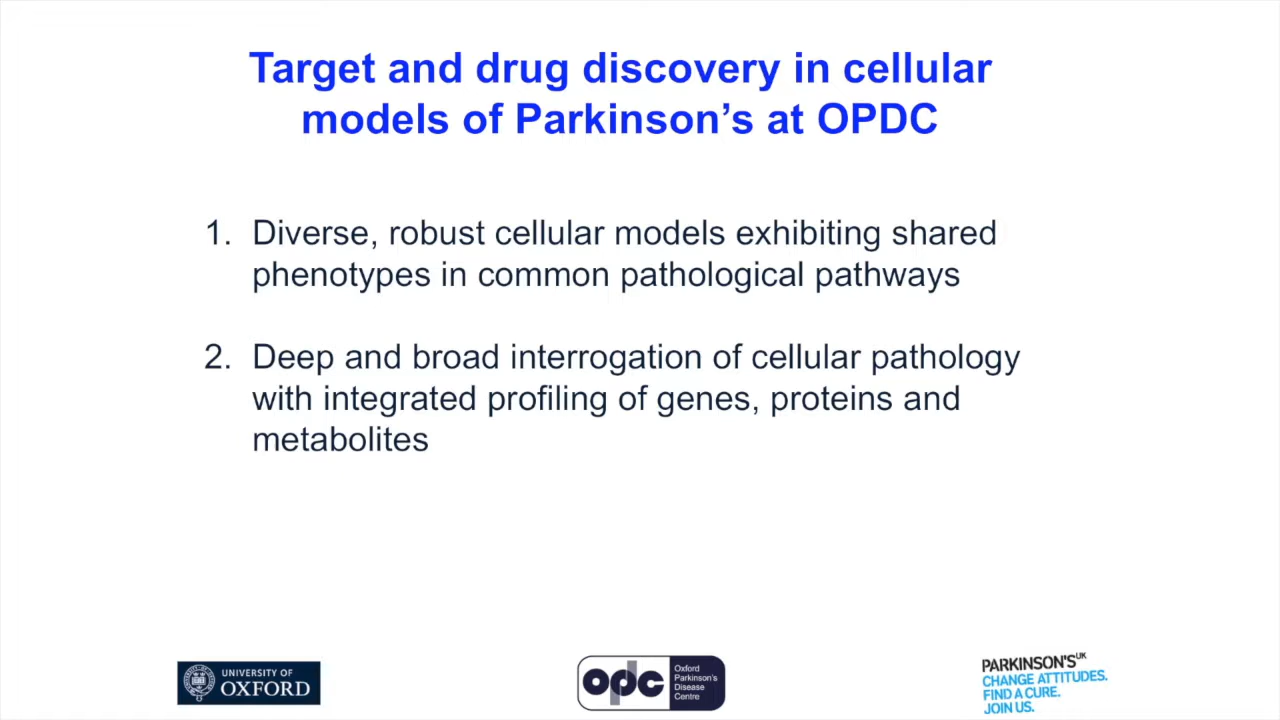 Target and drug discovery in cellular
models of Parkinson's at OPDC
1. Diverse, robust cellular models exhibiting shared
phenotypes in common pathological pathways
2. Deep and broad interrogation of cellular pathology
with integrated profiling of genes, proteins and
metabolites
UNIVERSITY OF
OXFORD
opdc
Oxford
Parkinson's
Disease
Centre
PARKINSON'S UK
CHANGE ATTITUDES.
FIND A CURE.
JOIN US.